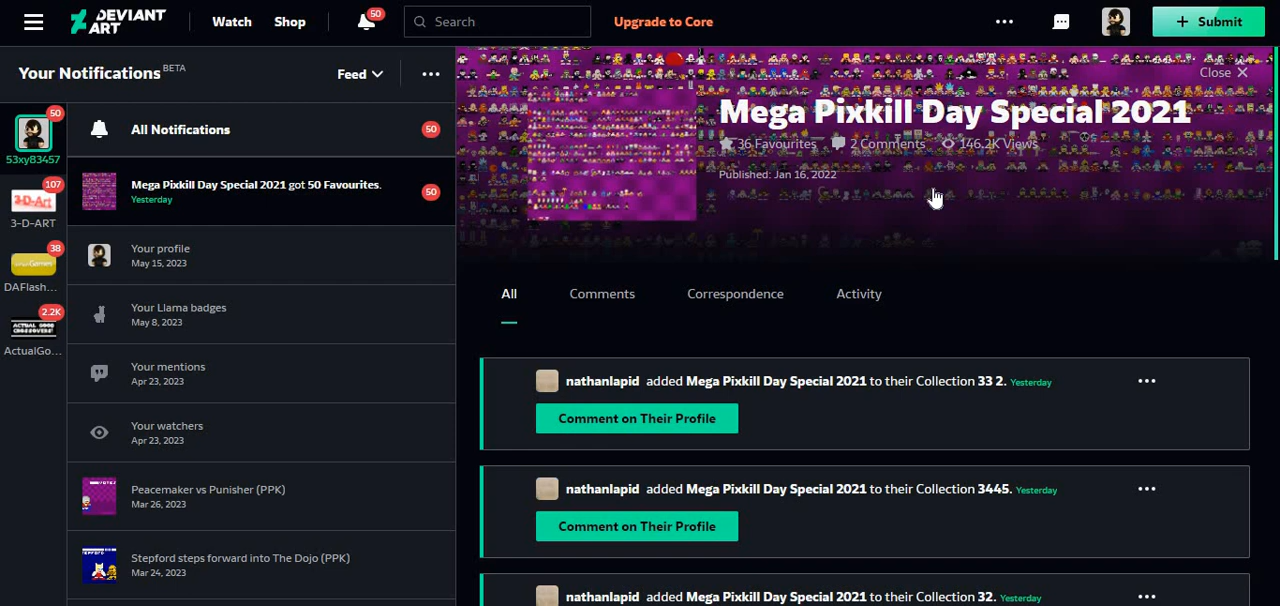 DEVIANT ART
Watch
Shop
50
Search
Upgrade to Core
Submit
Your Notifications BETA
Feed
50
53xy83457
107
3-D-ART
3-D-ART
38
DAFlash...
2.2K
ActualGo...
All Notifications
50
Mega Pixkill Day Special 2021 got 50 Favourites.
Yesterday
50
Your profile
May 15, 2023
Your Llama badges
May 8, 2023
Your mentions
Apr 23, 2023
Your watchers
Apr 23, 2023
Peacemaker vs Punisher (PPK)
Mar 26, 2023
Stepford steps forward into The Dojo (PPK)
Mar 24, 2023
Close
Mega Pixkill Day Special 2021
36 Favourites
2 Comments
146.2K Views
Published: Jan 16, 2022
All
Comments
Correspondence
Activity
nathanlapid added Mega Pixkill Day Special 2021 to their Collection 33 2. Yesterday
Comment on Their Profile
nathanlapid added Mega Pixkill Day Special 2021 to their Collection 3445. Yesterday
Comment on Their Profile
nathanlapid added Mega Pixkill Day Special 2021 to their Collection 32. Yesterday